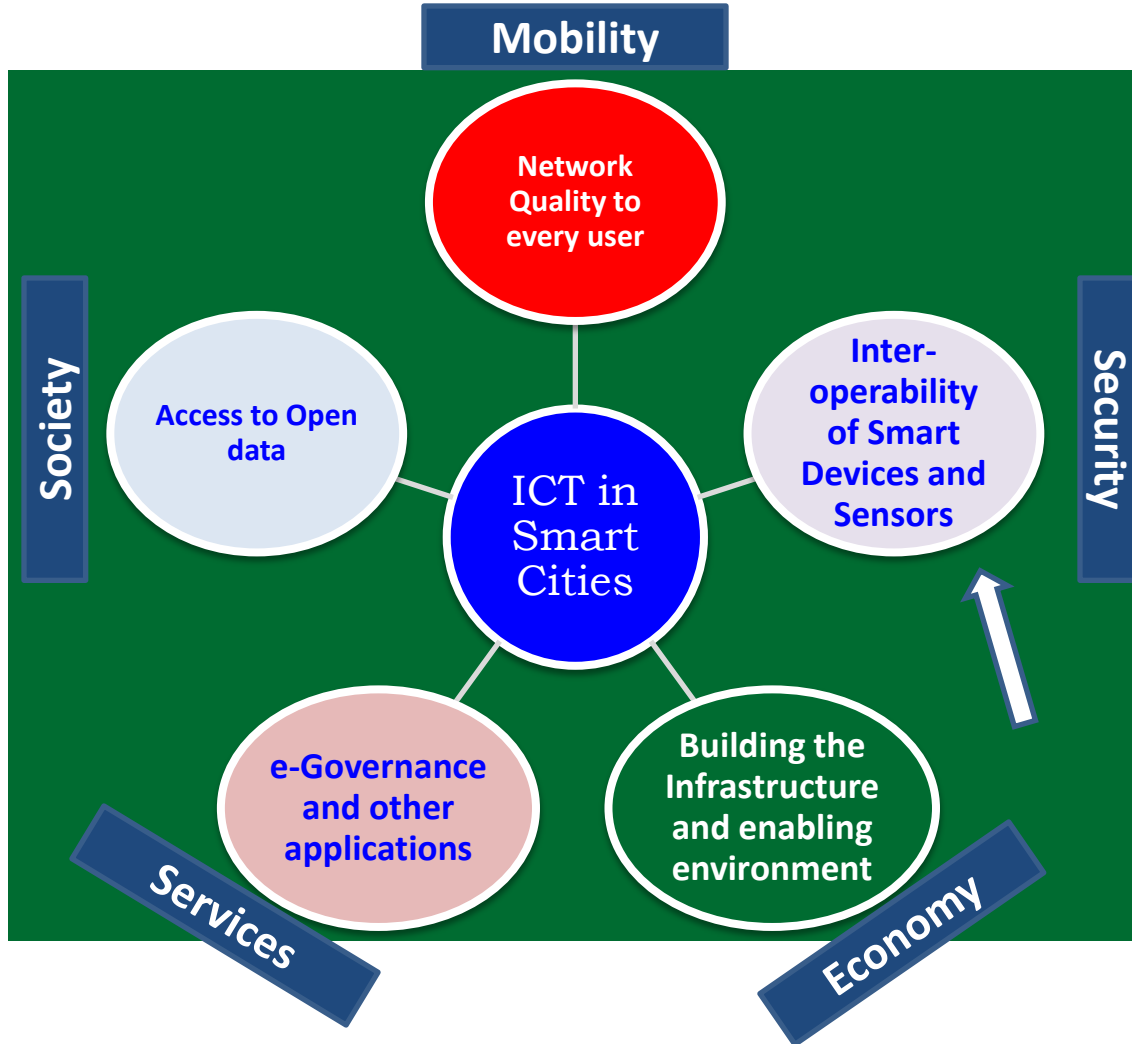 Mobility
Network
Quality to
every user
Society
Access to Open
data
Inter-
operability
of Smart
Devices and
Sensors
Security
ICT in
Smart
Cities
e-Governance
and other
applications
Building the
Infrastructure
and enabling
environment
Services
Economy